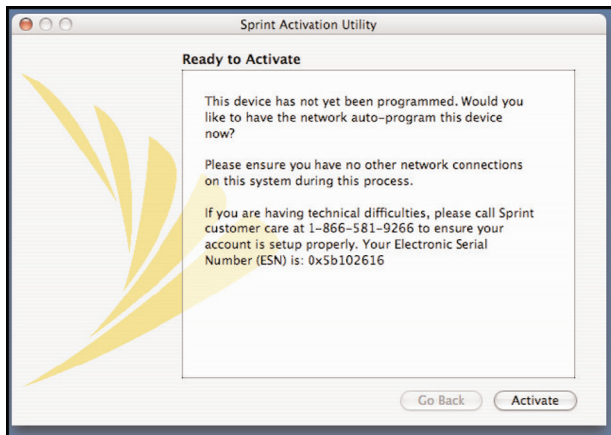 Sprint Activation Utility
Ready to Activate
This device has not yet been programmed. Would you
like to have the network auto-program this device
now?
Please ensure you have no other network connections
on this system during this process.
If you are having technical difficulties, please call Sprint
customer care at 1-866-581-9266 to ensure your
account is setup properly. Your Electronic Serial
Number (ESN) is: 0x5b102616
Go Back
Activate